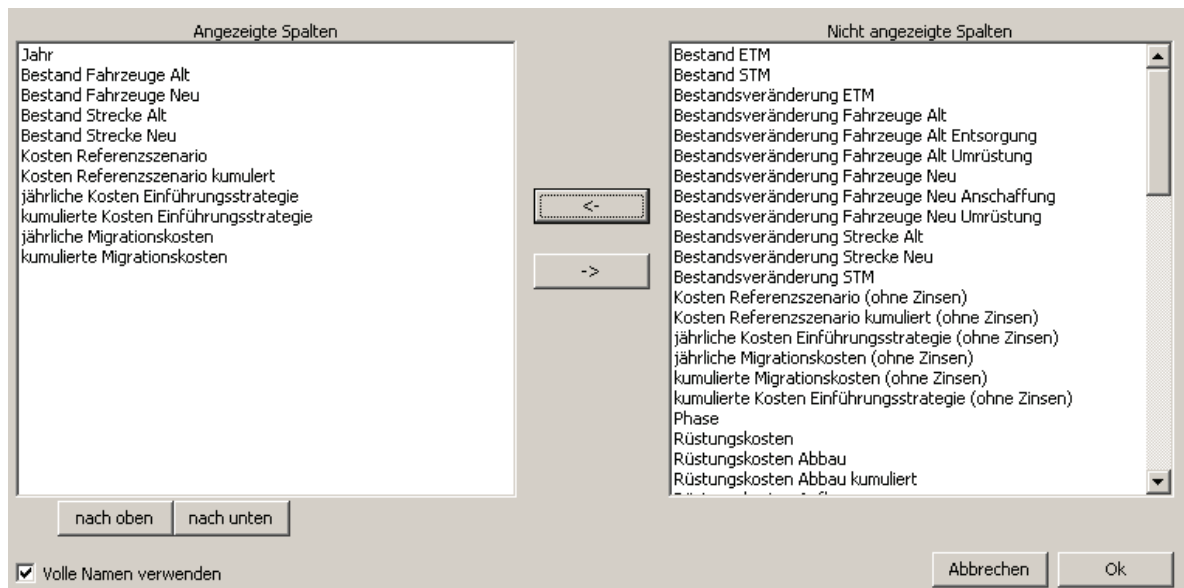 Angezeigte Spalten
Jahr
Bestand Fahrzeuge Alt
Bestand Fahrzeuge Neu
Bestand Strecke Alt
Bestand Strecke Neu
Kosten Referenzszenario
Kosten Referenzszenario kumuliert
jährliche Kosten Einführungsstrategie
kumulierte Kosten Einführungsstrategie
jährliche Migrationskosten
kumulierte Migrationskosten
<-
->
Nicht angezeigte Spalten
Bestand ETM
Bestand STM
Bestandsveränderung ETM
Bestandsveränderung Fahrzeuge Alt
Bestandsveränderung Fahrzeuge Alt Entsorgung
Bestandsveränderung Fahrzeuge Alt Umrüstung
Bestandsveränderung Fahrzeuge Neu
Bestandsveränderung Fahrzeuge Neu Anschaffung
Bestandsveränderung Fahrzeuge Neu Umrüstung
Bestandsveränderung Strecke Alt
Bestandsveränderung Strecke Neu
Bestandsveränderung STM
Kosten Referenzszenario (ohne Zinsen)
Kosten Referenzszenario kumuliert (ohne Zinsen)
jährliche Kosten Einführungsstrategie (ohne Zinsen)
jährliche Migrationskosten (ohne Zinsen)
kumulierte Migrationskosten (ohne Zinsen)
kumulierte Kosten Einführungsstrategie (ohne Zinsen)
Phase
Rüstungskosten
Rüstungskosten Abbau
Rüstungskosten Abbau kumuliert
nach oben
nach unten
Volle Namen verwenden
Abbrechen
Ok